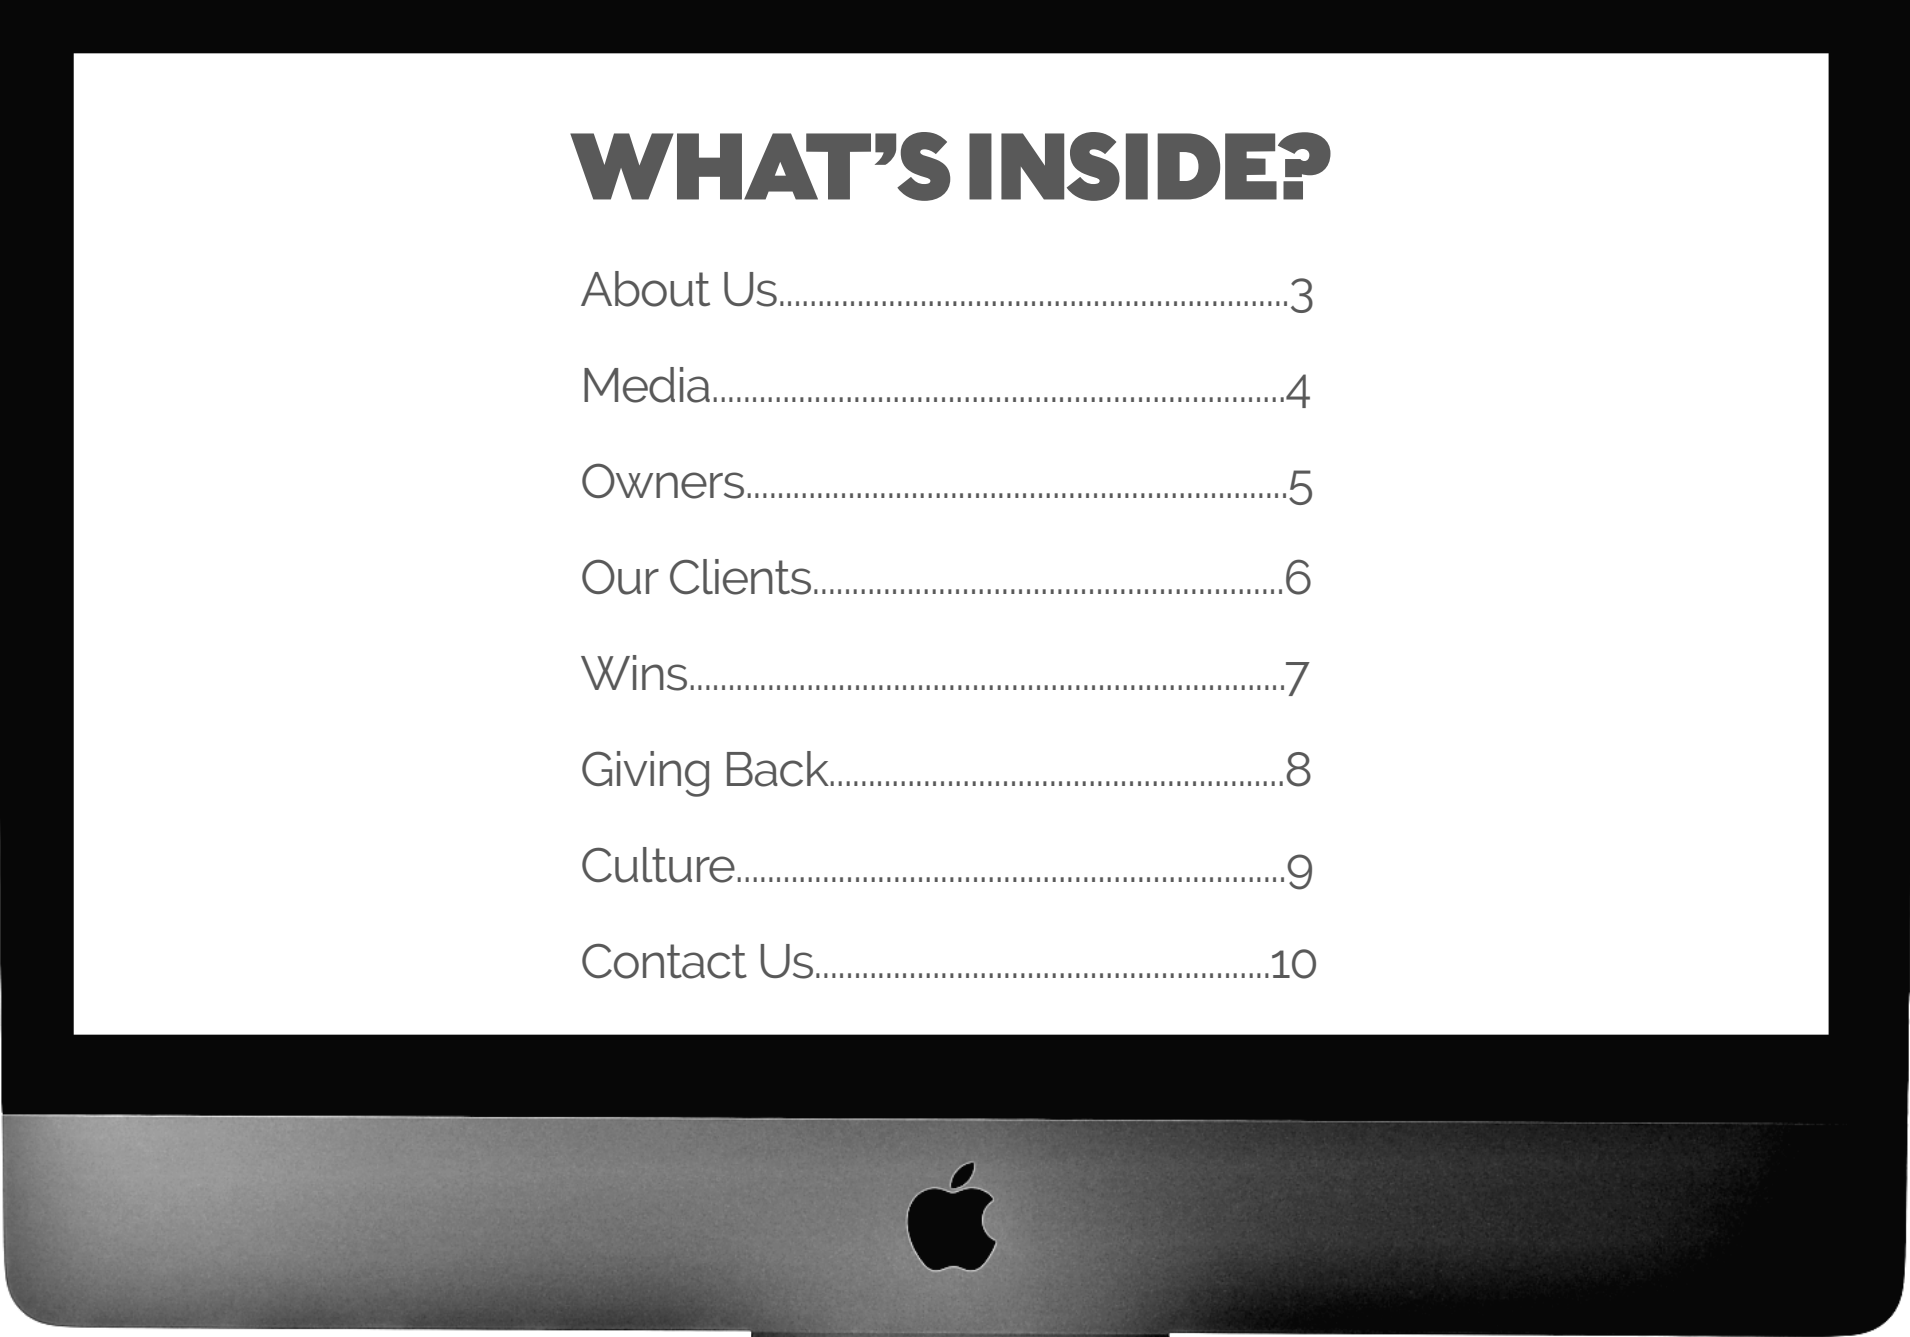 WHAT’S INSIDE?
About Us.................................................................3
Media.........................................................................4
Owners.....................................................................5
Our Clients............................................................6
Wins............................................................................7
Giving Back..........................................................8
Culture......................................................................9
Contact Us..........................................................10